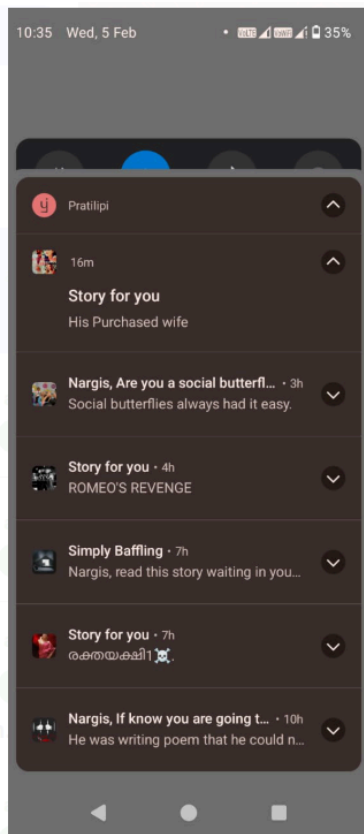 10:35 Wed, 5 Feb • VoLTE VoWiFi 35%
Pratilipi
16m
Story for you
His Purchased wife
Nargis, Are you a social butterfl... • 3h
Social butterflies always had it easy.
Story for you • 4h
ROMEO'S REVENGE
Simply Baffling • 7h
Nargis, read this story waiting in you...
Story for you • 7h
രക്തയക്ഷി1☠️.
Nargis, If know you are going t... • 10h
He was writing poem that he could n...